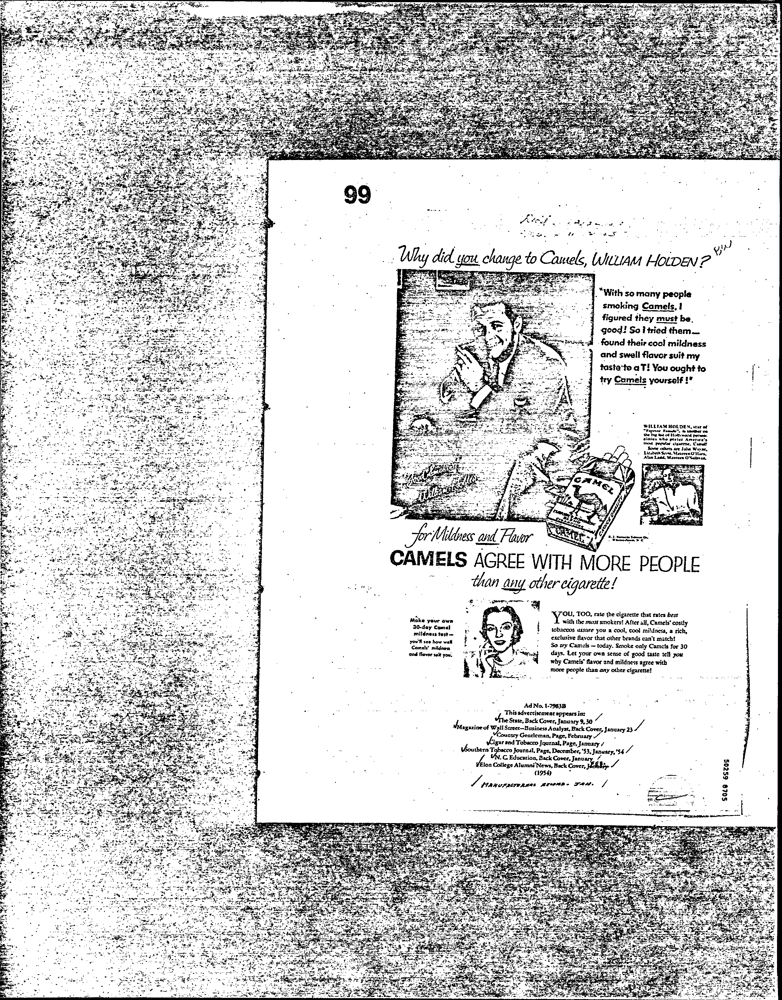 99
Why did you change to Camels, WILLIAM HOLDEN?
"With so many people
smoking Camels, I
figured they must be
good! So I tried them—
found their cool mildness
and swell flavor suit my
taste to a T! You ought to
try Camels yourself!"
WILLIAM HOLDEN, star of
CAMEL
CAMEL
for Mildness and Flavor
CAMELS AGREE WITH MORE PEOPLE
than any other cigarette!
Make your own
30-day Camel
mildness test—
you'll see how well
Camels' mildness
and flavor suit you.
YOU, TOO, rate the cigarette that rates best
with the most smokers! After all, Camels' costly
tobaccos assure you a cool, cool mildness, a rich,
exclusive flavor that other brands can't match!
So try Camels — today. Smoke only Camels for 30
days. Let your own sense of good taste tell you
why Camels' flavor and mildness agree with
more people than any other cigarette!
Ad No. 1-7983B
This advertisement appears in:
The State, Back Cover, January 9, 30
Magazine of Wall Street—Business Analyst, Back Cover, January 23
Country Gentleman, Page, February
Cigar and Tobacco Journal, Page, January
Southern Tobacco Journal, Page, December, '53, January, '54
N. C. Education, Back Cover, January
Elon College Alumni News, Back Cover,
(1954)
MANUFACTURERS RECORD - JAN.
50239 8705